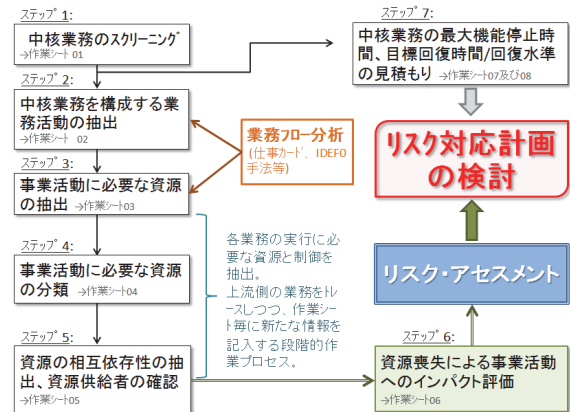 ステップ 1:
中核業務のスクリーニング
→作業シート 01
ステップ 2:
中核業務を構成する業
務活動の抽出
→作業シート 02
ステップ 3:
事業活動に必要な資源
の抽出 →作業シート03
ステップ 4:
事業活動に必要な資源
の分類 →作業シート04
ステップ 5:
資源の相互依存性の抽
出、資源供給者の確認
→作業シート05
業務フロー分析
(仕事カード、IDEF0
手法等)
各業務の実行に必
要な資源と制御を
抽出。
上流側の業務をトレ
ースしつつ、作業シー
ト毎に新たな情報を
記入する段階的作
業プロセス。
ステップ 7:
中核業務の最大機能停止時
間、目標回復時間/回復水準
の見積もり →作業シート07及び08
リスク対応計画
の検討
リスク・アセスメント
ステップ 6:
資源喪失による事業活動
へのインパクト評価
→作業シート06